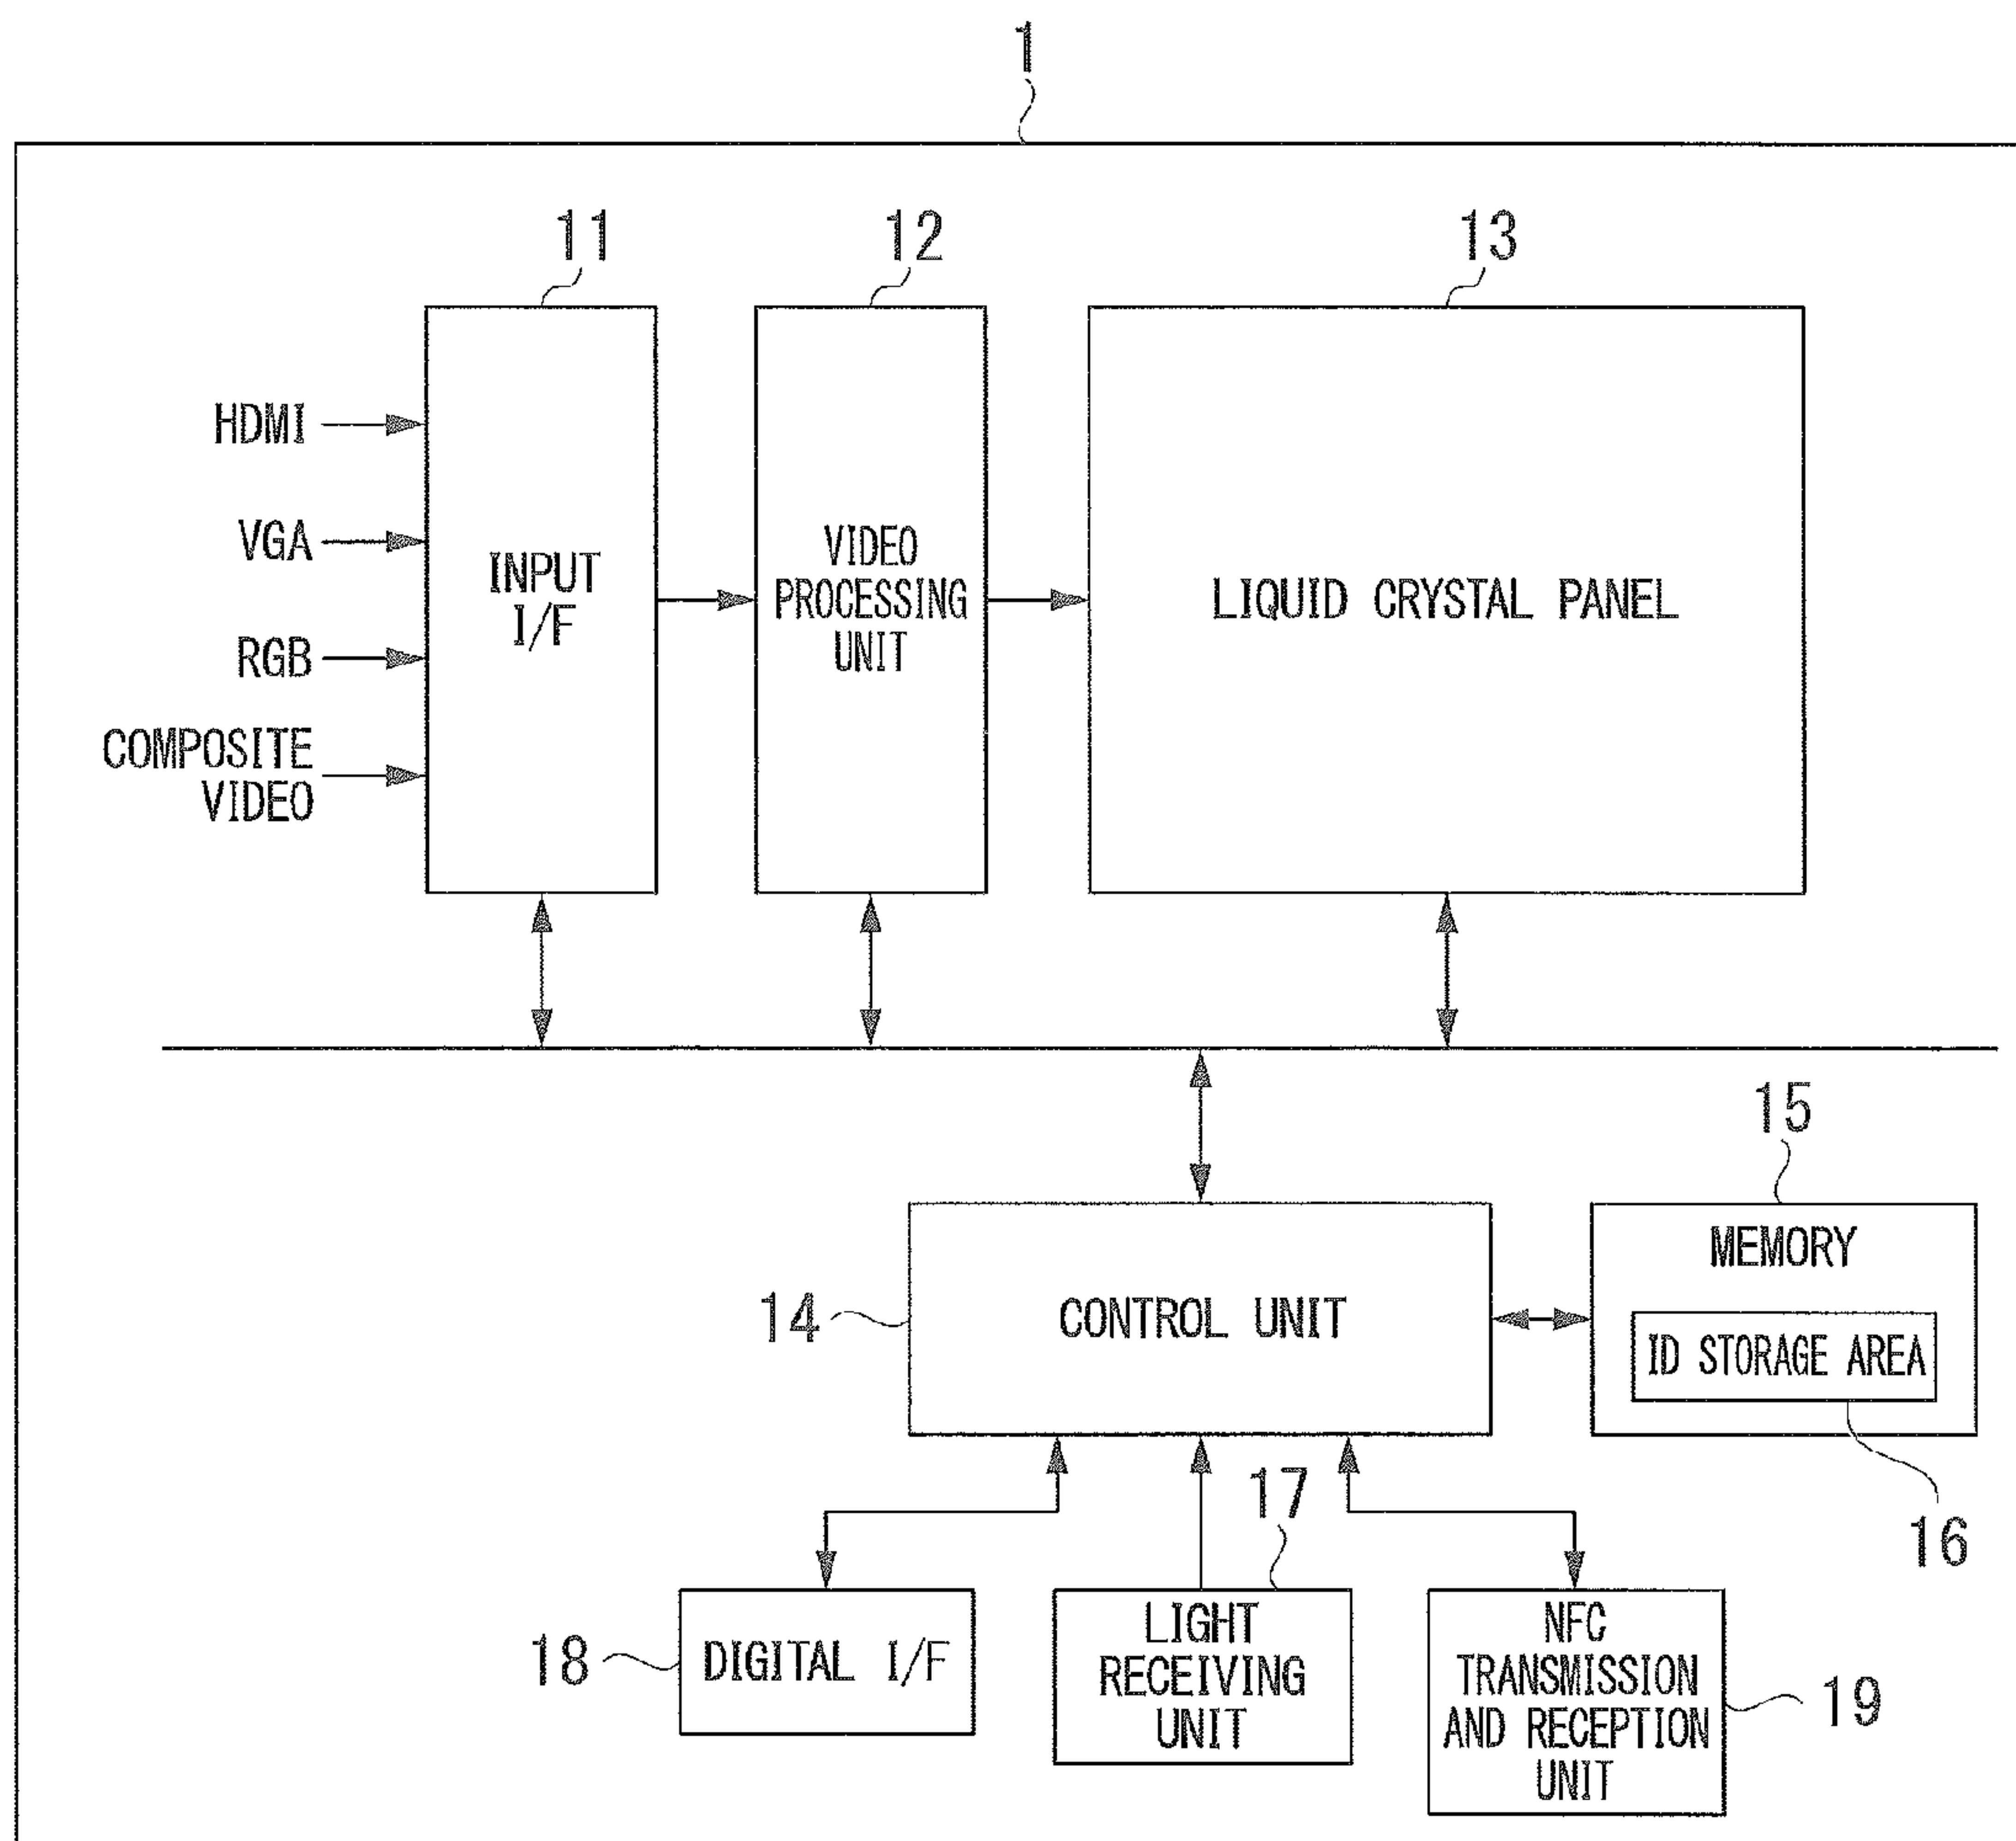 1
11
12
13
HDMI
VGA
RGB
COMPOSITE
VIDEO
INPUT
I/F
VIDEO
PROCESSING
UNIT
LIQUID CRYSTAL PANEL
15
MEMORY
ID STORAGE AREA
16
14
CONTROL UNIT
17
18
DIGITAL I/F
LIGHT
RECEIVING
UNIT
NFC
TRANSMISSION
AND RECEPTION
UNIT
19